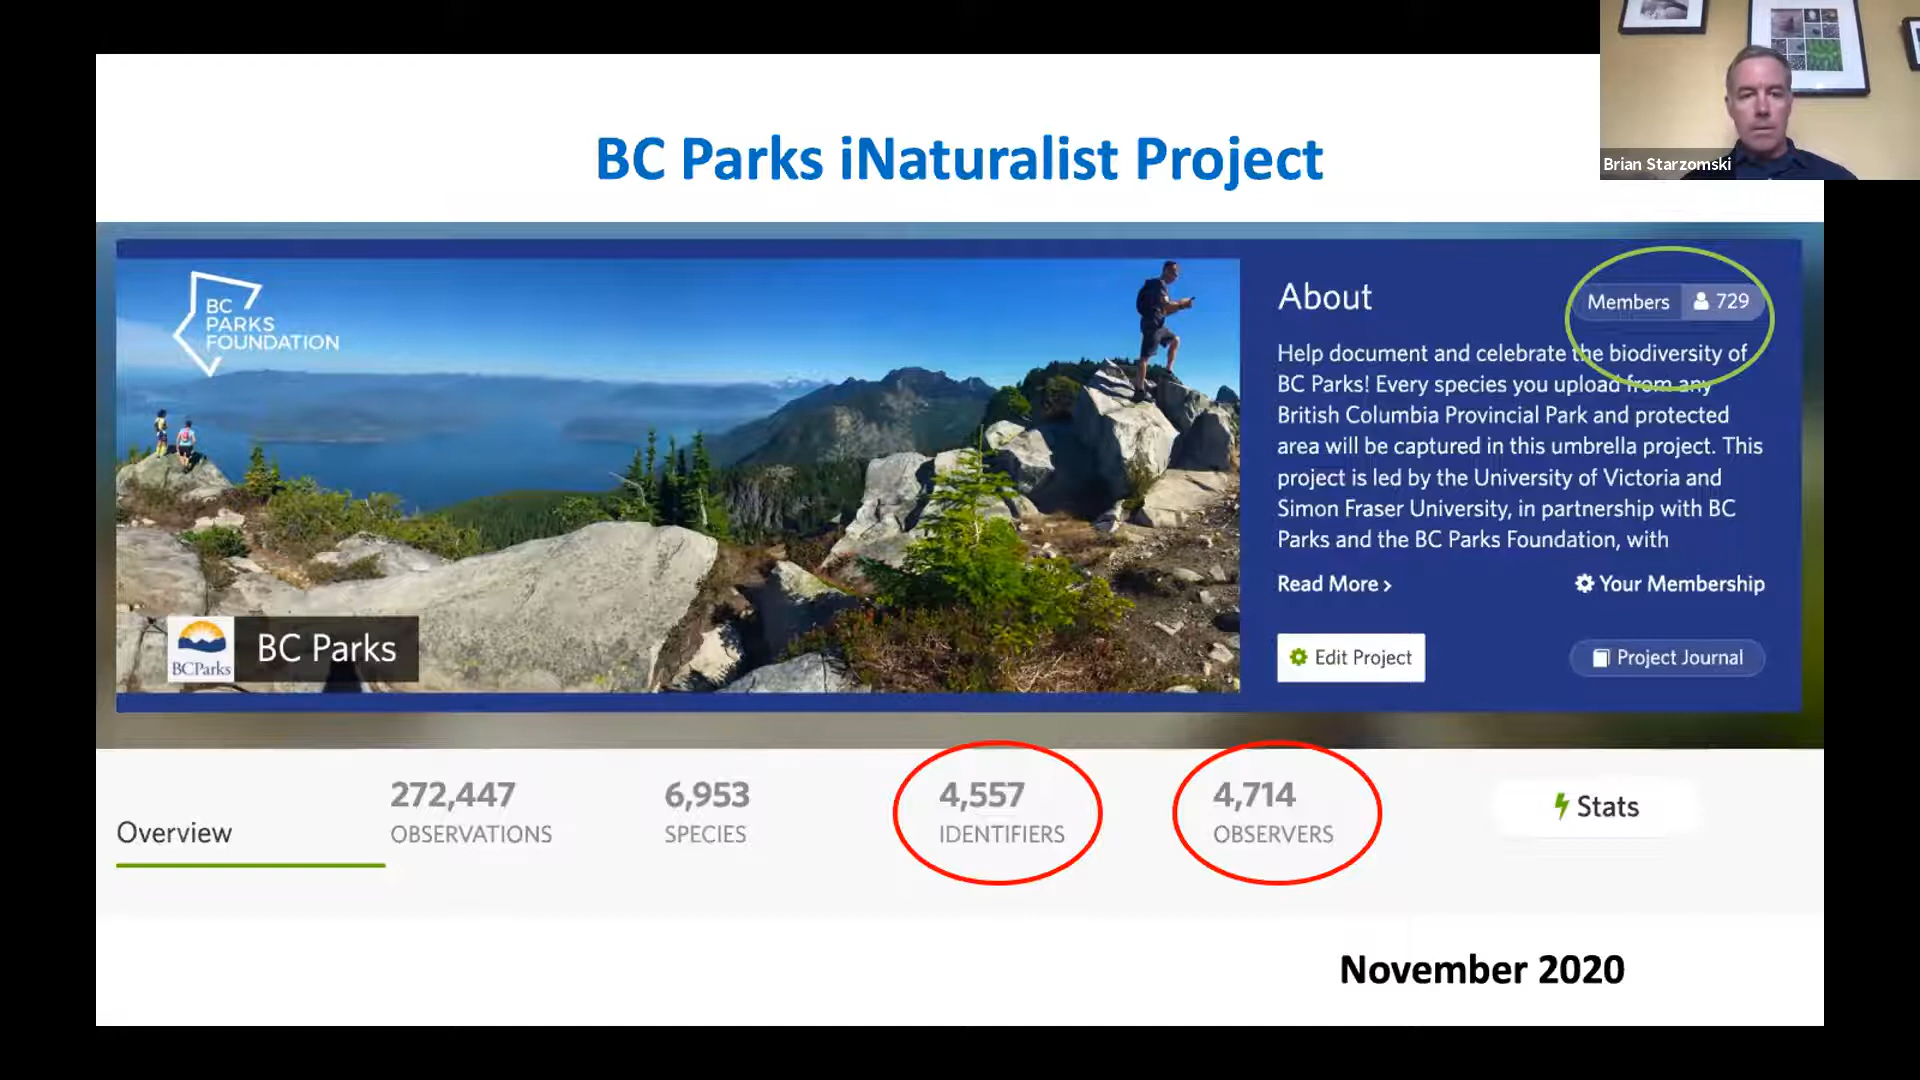 Brian Starzomski
BC Parks iNaturalist Project
BC
PARKS
FOUNDATION
BCParks
BC Parks
About
Members 729
Help document and celebrate the biodiversity of
BC Parks! Every species you upload from any
British Columbia Provincial Park and protected
area will be captured in this umbrella project. This
project is led by the University of Victoria and
Simon Fraser University, in partnership with BC
Parks and the BC Parks Foundation, with
Read More >
Your Membership
Edit Project
Project Journal
Overview
272,447
OBSERVATIONS
6,953
SPECIES
4,557
IDENTIFIERS
4,714
OBSERVERS
Stats
November 2020